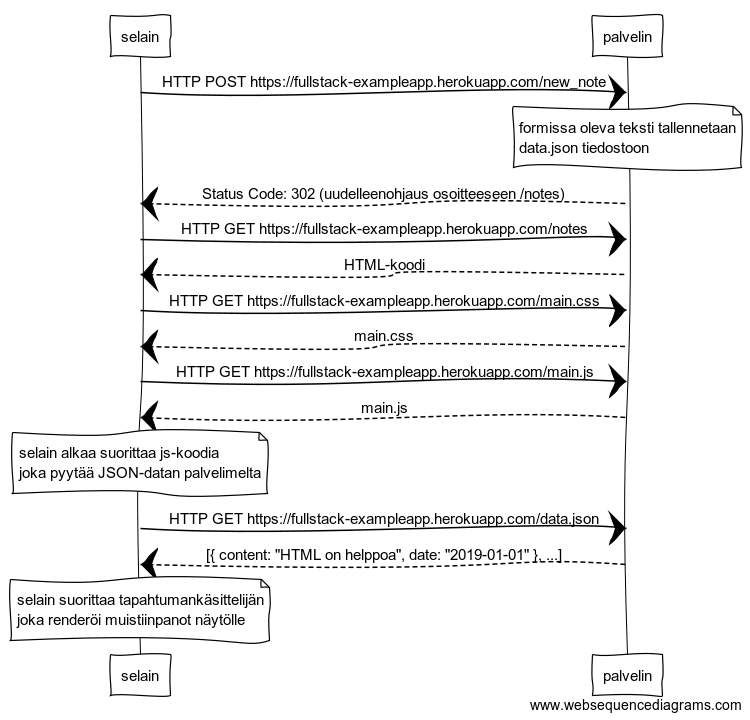 selain
palvelin
HTTP POST https://fullstack-exampleapp.herokuapp.com/new_note
formissa oleva teksti tallennetaan
data.json tiedostoon
Status Code: 302 (uudelleenohjaus osoitteeseen /notes)
HTTP GET https://fullstack-exampleapp.herokuapp.com/notes
HTML-koodi
HTTP GET https://fullstack-exampleapp.herokuapp.com/main.css
main.css
HTTP GET https://fullstack-exampleapp.herokuapp.com/main.js
main.js
selain alkaa suorittaa js-koodia
joka pyytää JSON-datan palvelimelta
HTTP GET https://fullstack-exampleapp.herokuapp.com/data.json
[{ content: "HTML on helppoa", date: "2019-01-01" }, ...]
selain suorittaa tapahtumankäsittelijän
joka renderöi muistiinpanot näytölle
selain
palvelin
www.websequencediagrams.com